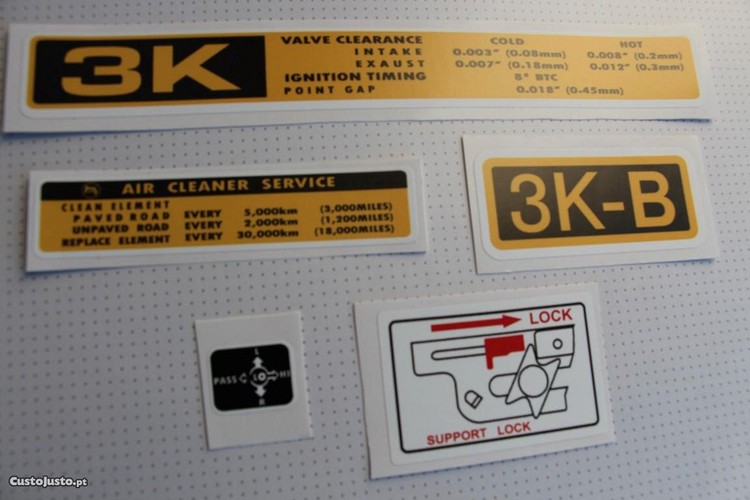 3K
VALVE CLEARANCE COLD HOT
INTAKE 0.003" (0.08mm) 0.008" (0.2mm)
EXAUST 0.007" (0.18mm) 0.012" (0.3mm)
IGNITION TIMING 8° BTC
POINT GAP 0.018" (0.45mm)
AIR CLEANER SERVICE
CLEAN ELEMENT
PAVED ROAD EVERY 5,000km (3,000MILES)
UNPAVED ROAD EVERY 2,000km (1,200MILES)
REPLACE ELEMENT EVERY 30,000km (18,000MILES)
3K-B
L
PASS LO HI
R
LOCK
SUPPORT LOCK
CustoJusto.pt